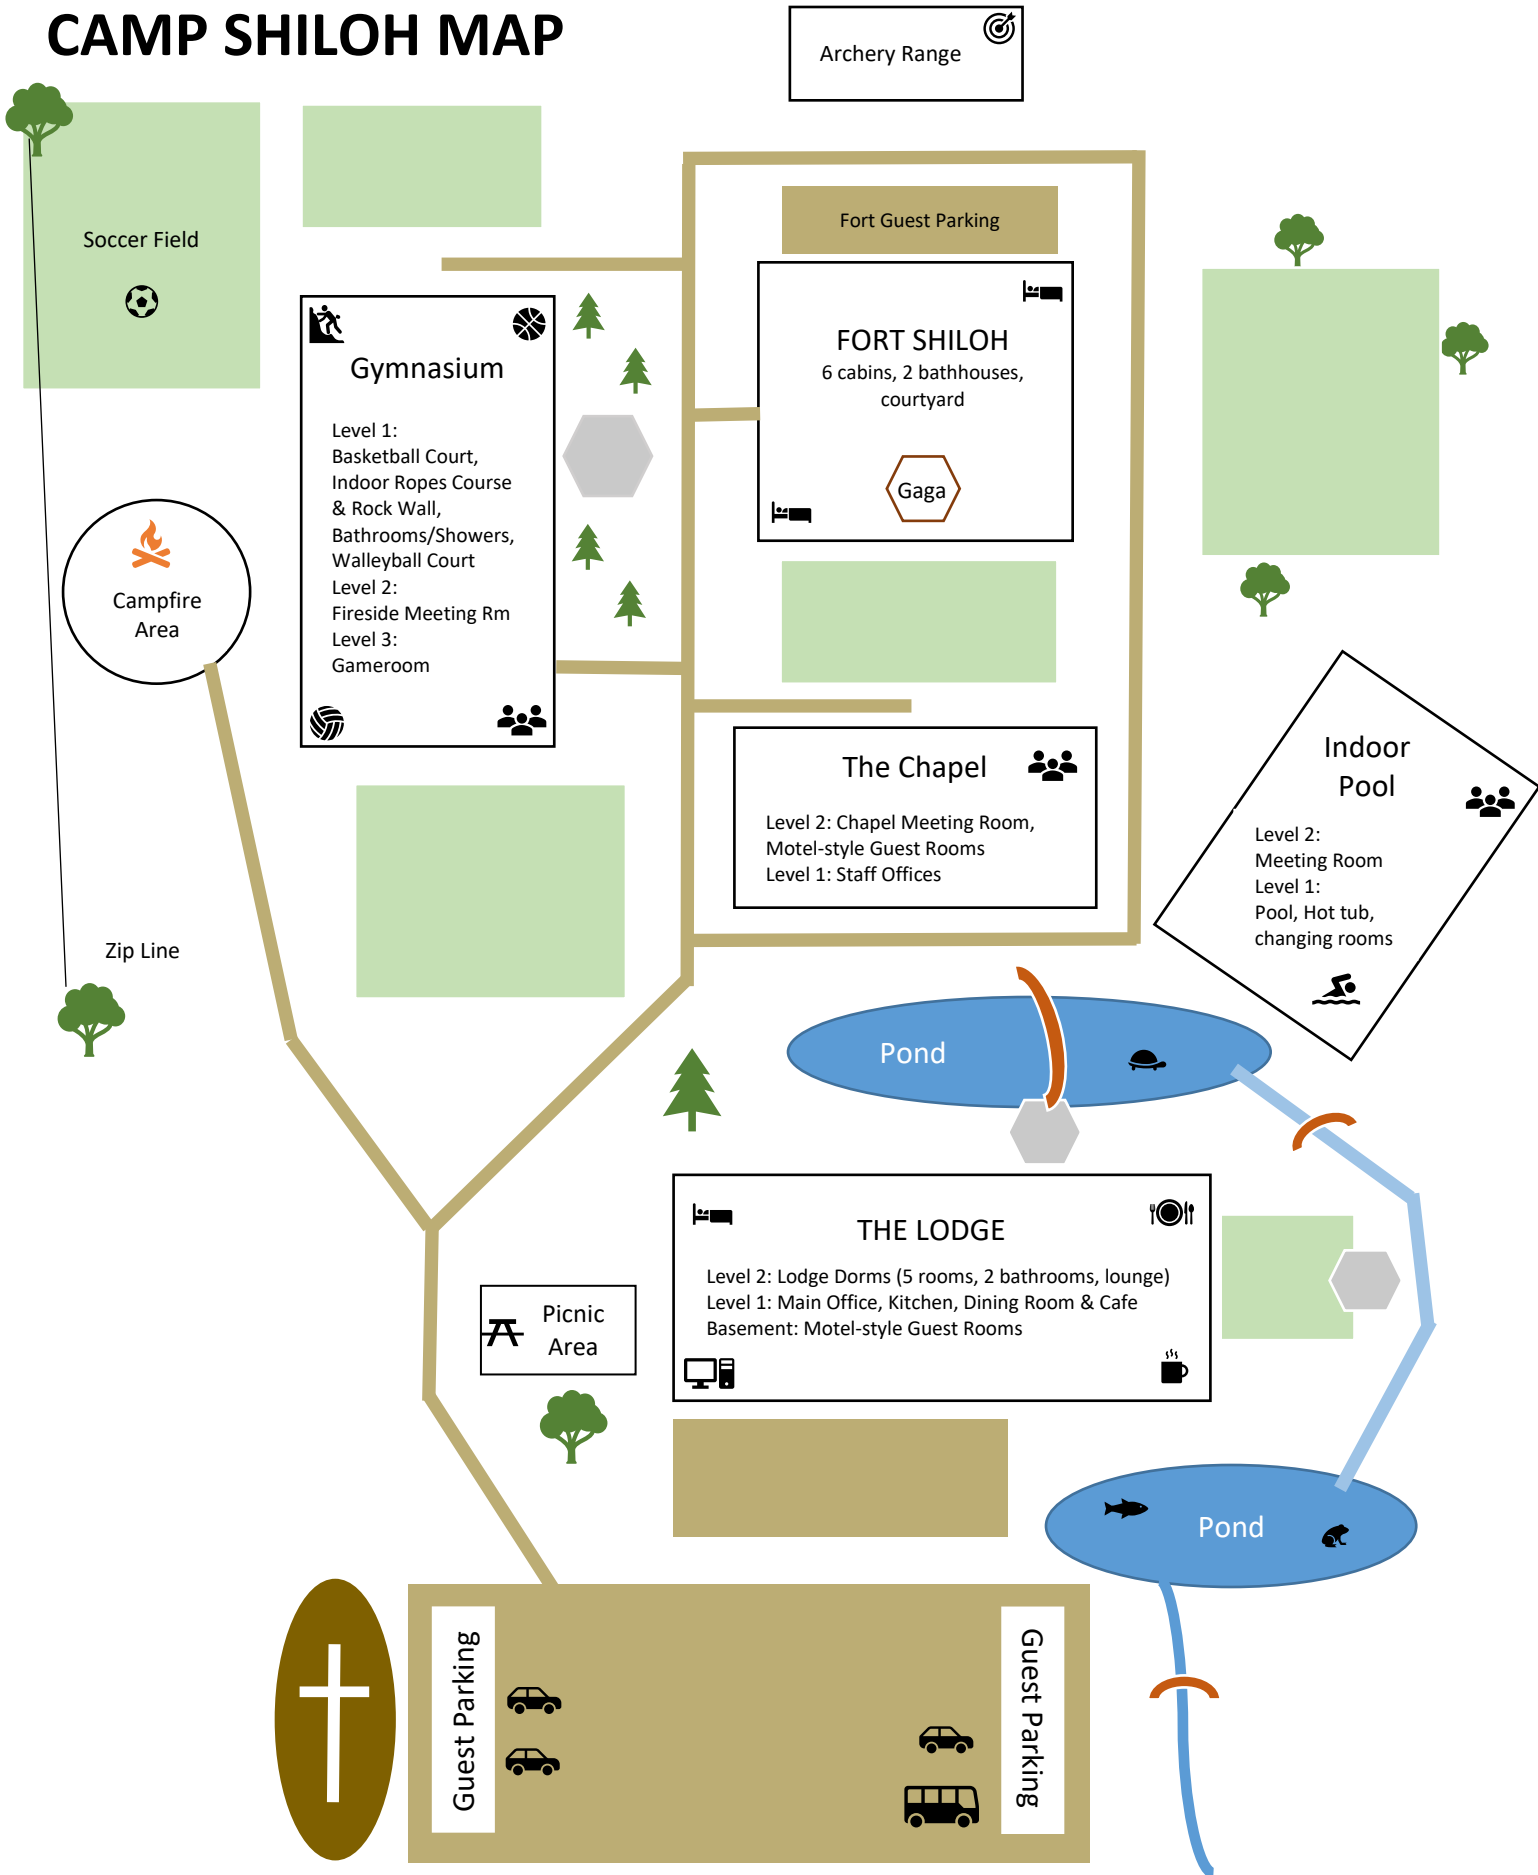 CAMP SHILOH MAP
Archery Range
Fort Guest Parking
Soccer Field
FORT SHILOH
6 cabins, 2 bathhouses,
courtyard
Gaga
Gymnasium
Level 1:
Basketball Court,
Indoor Ropes Course
& Rock Wall,
Bathrooms/Showers,
Walleyball Court
Level 2:
Fireside Meeting Rm
Level 3:
Gameroom
Campfire
Area
The Chapel
Level 2: Chapel Meeting Room,
Motel-style Guest Rooms
Level 1: Staff Offices
Indoor
Pool
Level 2:
Meeting Room
Level 1:
Pool, Hot tub,
changing rooms
Zip Line
Pond
THE LODGE
Level 2: Lodge Dorms (5 rooms, 2 bathrooms, lounge)
Level 1: Main Office, Kitchen, Dining Room & Cafe
Basement: Motel-style Guest Rooms
Picnic
Area
Pond
Guest Parking
Guest Parking